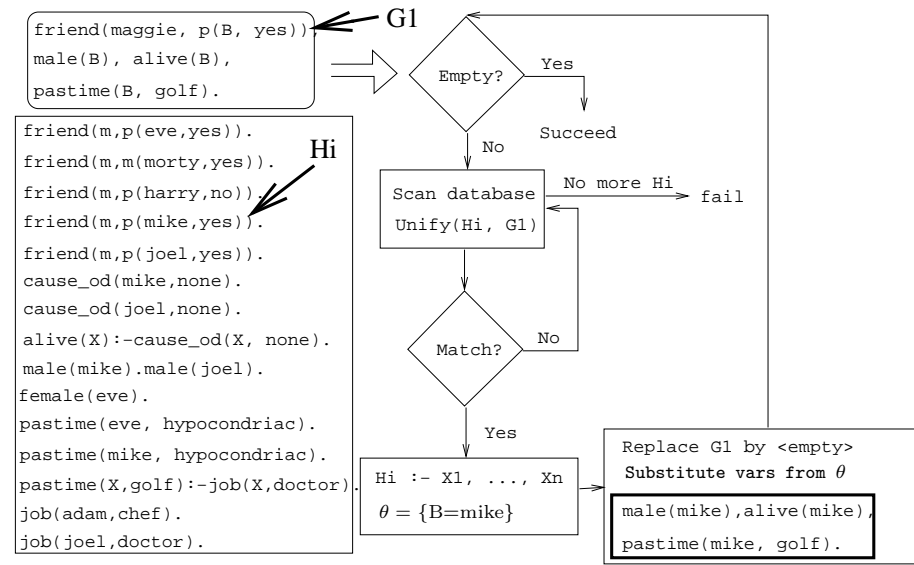 G1
friend(maggie, p(B, yes)),
male(B), alive(B),
pastime(B, golf).
friend(m,p(eve,yes)).
friend(m,m(morty,yes)).
friend(m,p(harry,no)).
friend(m,p(mike,yes)).
friend(m,p(joel,yes)).
cause_od(mike,none).
cause_od(joel,none).
alive(X):-cause_od(X, none).
male(mike).male(joel).
female(eve).
pastime(eve, hypocondriac).
pastime(mike, hypocondriac).
pastime(X,golf):-job(X,doctor).
job(adam,chef).
job(joel,doctor).
Hi
Empty?
Yes
Succeed
No
Scan database
Unify(Hi, G1)
No more Hi
fail
Match?
No
Yes
Hi :- X1, ..., Xn
θ = {B=mike}
Replace G1 by <empty>
Substitute vars from θ
male(mike),alive(mike),
pastime(mike, golf).